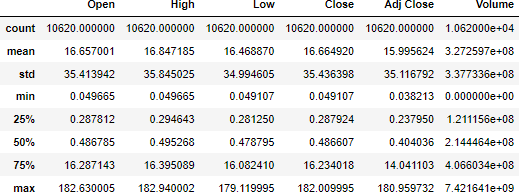 Open High Low Close Adj Close Volume
count 10620.000000 10620.000000 10620.000000 10620.000000 10620.000000 1.062000e+04
mean 16.657001 16.847185 16.468870 16.664920 15.995624 3.272597e+08
std 35.413942 35.845025 34.994605 35.436398 35.116792 3.377336e+08
min 0.049665 0.049665 0.049107 0.049107 0.038213 0.000000e+00
25% 0.287812 0.294643 0.281250 0.287924 0.237950 1.211156e+08
50% 0.486785 0.495268 0.478795 0.486607 0.404036 2.144464e+08
75% 16.287143 16.395089 16.082410 16.234018 14.041103 4.066034e+08
max 182.630005 182.940002 179.119995 182.009995 180.959732 7.421641e+09